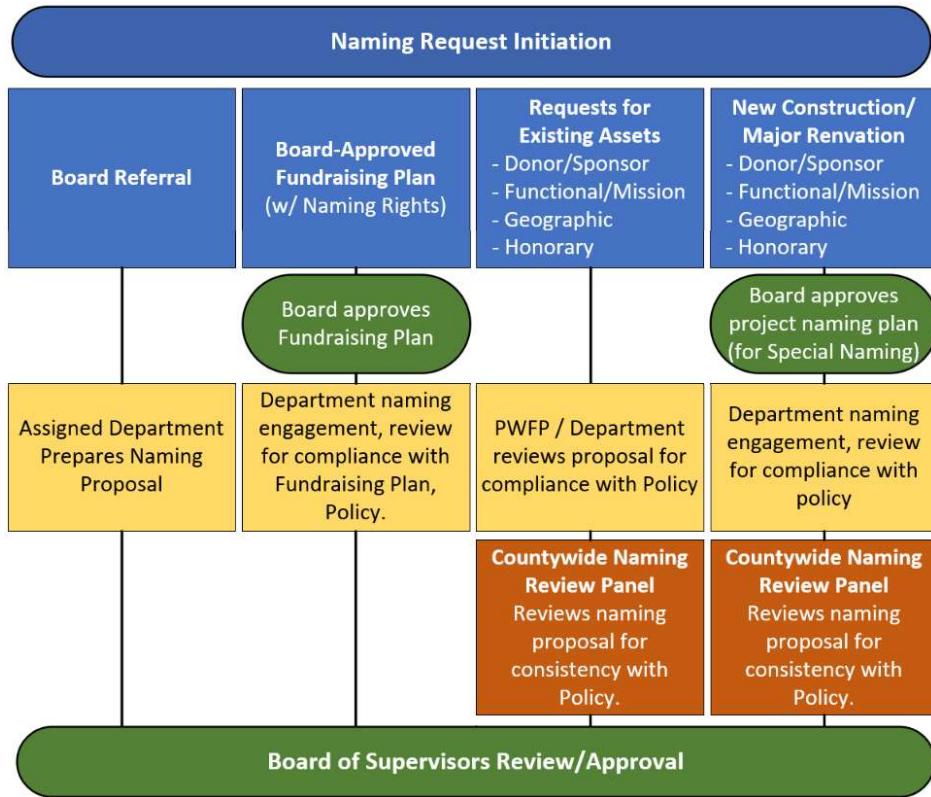 Naming Request Initiation
Board Referral
Board-Approved
Fundraising Plan
(w/ Naming Rights)
Requests for
Existing Assets
- Donor/Sponsor
- Functional/Mission
- Geographic
- Honorary
New Construction/
Major Renvation
- Donor/Sponsor
- Functional/Mission
- Geographic
- Honorary
Board approves
Fundraising Plan
Board approves
project naming plan
(for Special Naming)
Assigned Department
Prepares Naming
Proposal
Department naming
engagement, review
for compliance with
Fundraising Plan,
Policy.
PWFP / Department
reviews proposal for
compliance with Policy
Department naming
engagement, review
for compliance with
policy
Countywide Naming
Review Panel
Reviews naming
proposal for
consistency with
Policy.
Countywide Naming
Review Panel
Reviews naming
proposal for
consistency with
Policy.
Board of Supervisors Review/Approval